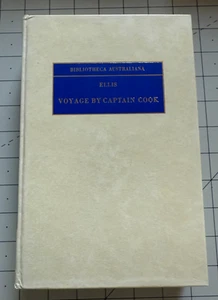 BIBLIOTHECA AUSTRALIANA
ELLIS
VOYAGE BY CAPTAIN COOK